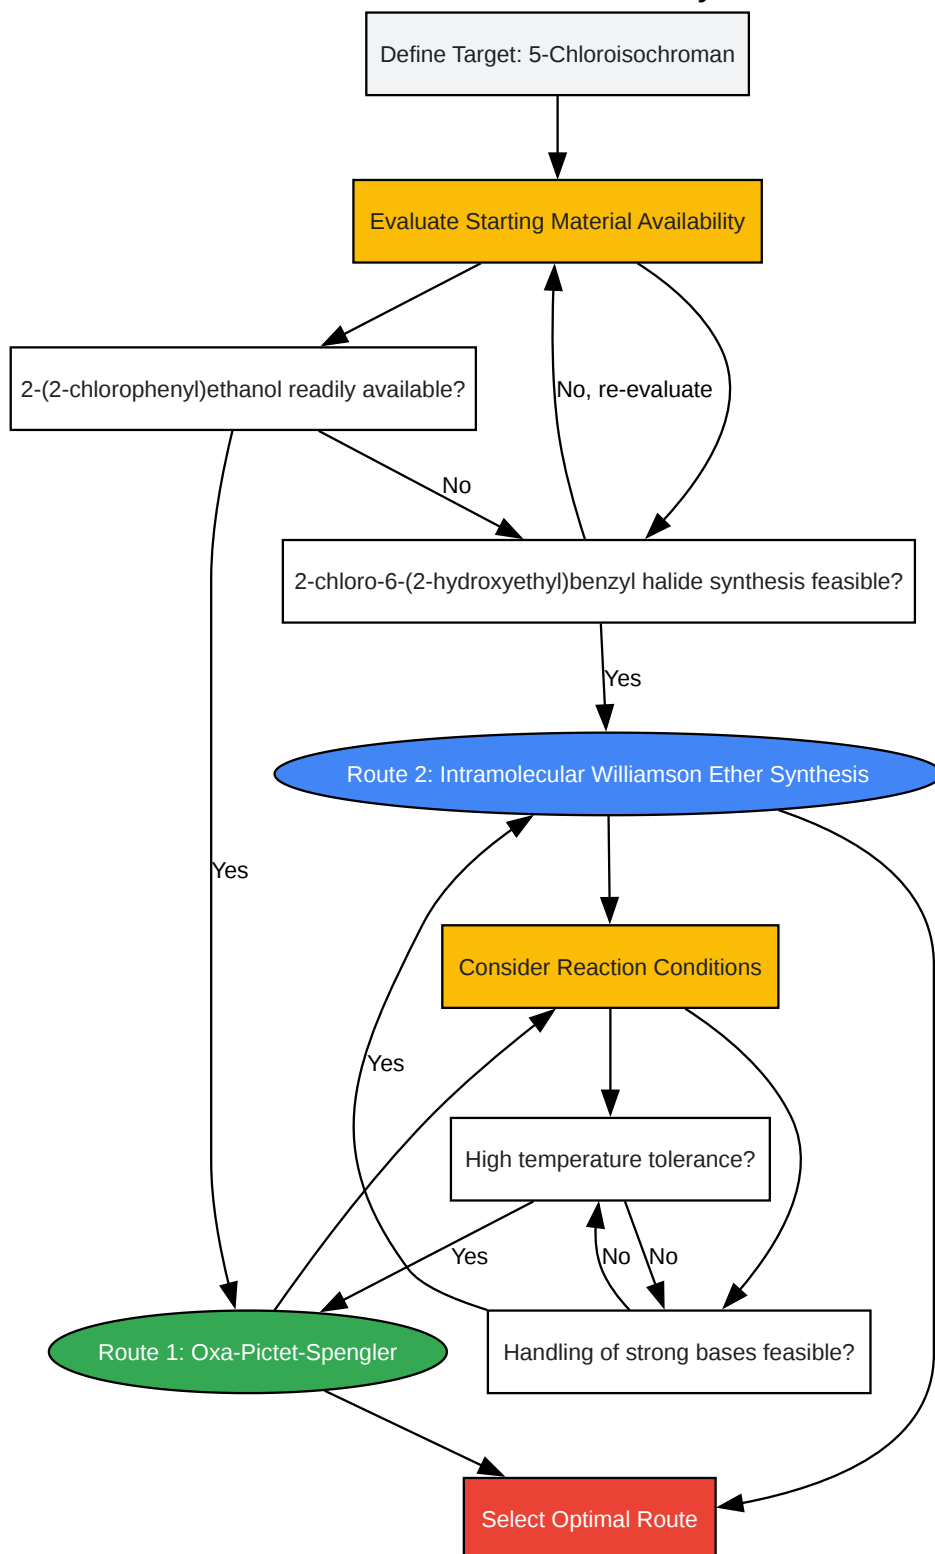 Define Target: 5-Chloroisochroman
Evaluate Starting Material Availability
2-(2-chlorophenyl)ethanol readily available?
No, re-evaluate
No
2-chloro-6-(2-hydroxyethyl)benzyl halide synthesis feasible?
Yes
Route 2: Intramolecular Williamson Ether Synthesis
Yes
Consider Reaction Conditions
Yes
High temperature tolerance?
Yes
No
No
Route 1: Oxa-Pictet-Spengler
Handling of strong bases feasible?
Select Optimal Route